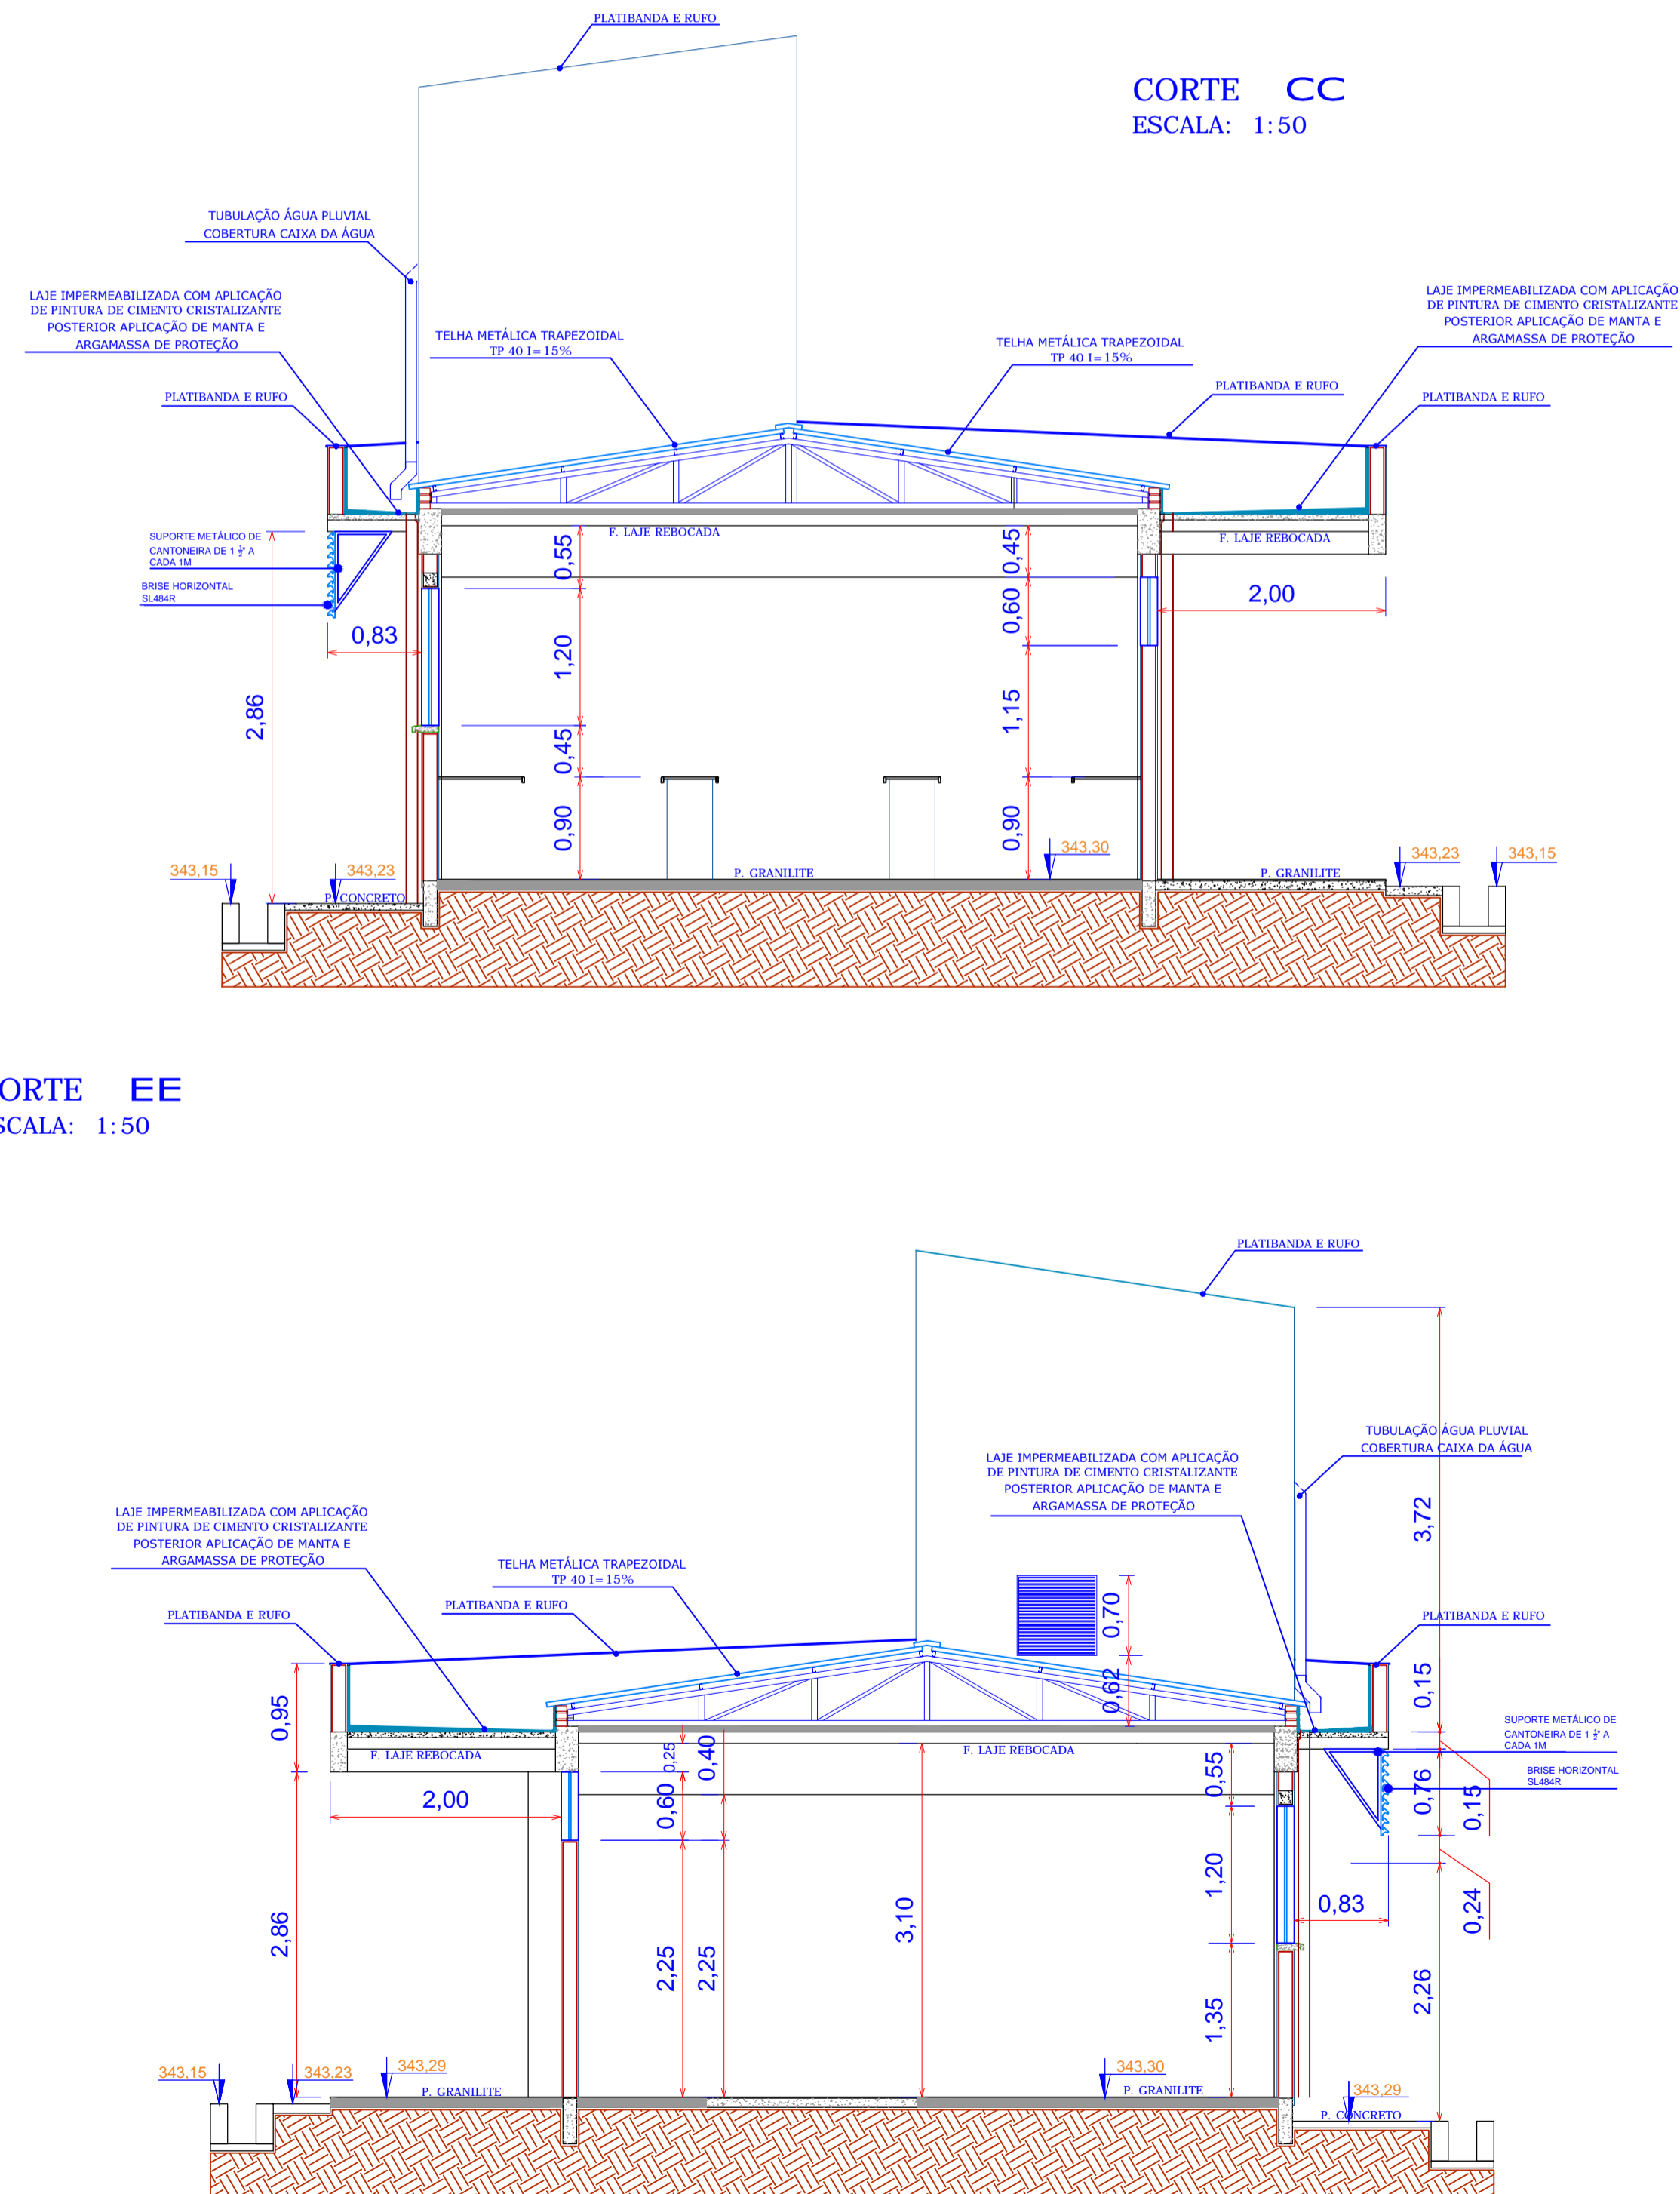 PLATIBANDA E RUFO
CORTE CC
ESCALA: 1:50
TUBULAÇÃO ÁGUA PLUVIAL
COBERTURA CAIXA DA ÁGUA
LAJE IMPERMEABILIZADA COM APLICAÇÃO
DE PINTURA DE CIMENTO CRISTALIZANTE
POSTERIOR APLICAÇÃO DE MANTA E
ARGAMASSA DE PROTEÇÃO
TELHA METÁLICA TRAPEZOIDAL
TP 40 I=15%
TELHA METÁLICA TRAPEZOIDAL
TP 40 I=15%
LAJE IMPERMEABILIZADA COM APLICAÇÃO
DE PINTURA DE CIMENTO CRISTALIZANTE
POSTERIOR APLICAÇÃO DE MANTA E
ARGAMASSA DE PROTEÇÃO
PLATIBANDA E RUFO
PLATIBANDA E RUFO
PLATIBANDA E RUFO
SUPORTE METÁLICO DE
CANTONEIRA DE 1 ½" A
CADA 1M
BRISE HORIZONTAL
SL484R
F. LAJE REBOCADA
F. LAJE REBOCADA
0,55
0,45
0,83
1,20
0,60
2,00
2,86
0,45
1,15
0,90
0,90
343,15
343,23
343,30
343,23
343,15
P. CONCRETO
P. GRANILITE
P. GRANILITE
ORTE EE
SCALA: 1:50
PLATIBANDA E RUFO
TUBULAÇÃO ÁGUA PLUVIAL
COBERTURA CAIXA DA ÁGUA
LAJE IMPERMEABILIZADA COM APLICAÇÃO
DE PINTURA DE CIMENTO CRISTALIZANTE
POSTERIOR APLICAÇÃO DE MANTA E
ARGAMASSA DE PROTEÇÃO
LAJE IMPERMEABILIZADA COM APLICAÇÃO
DE PINTURA DE CIMENTO CRISTALIZANTE
POSTERIOR APLICAÇÃO DE MANTA E
ARGAMASSA DE PROTEÇÃO
TELHA METÁLICA TRAPEZOIDAL
TP 40 I=15%
PLATIBANDA E RUFO
PLATIBANDA E RUFO
PLATIBANDA E RUFO
3,72
0,70
0,62
0,15
0,95
SUPORTE METÁLICO DE
CANTONEIRA DE 1 ½" A
CADA 1M
BRISE HORIZONTAL
SL484R
F. LAJE REBOCADA
F. LAJE REBOCADA
0,25
0,40
0,60
0,55
0,76
0,15
2,00
1,20
0,83
0,24
2,86
2,25
2,25
3,10
1,35
2,26
343,15
343,23
343,29
343,30
343,29
P. GRANILITE
P. GRANILITE
P. CONCRETO